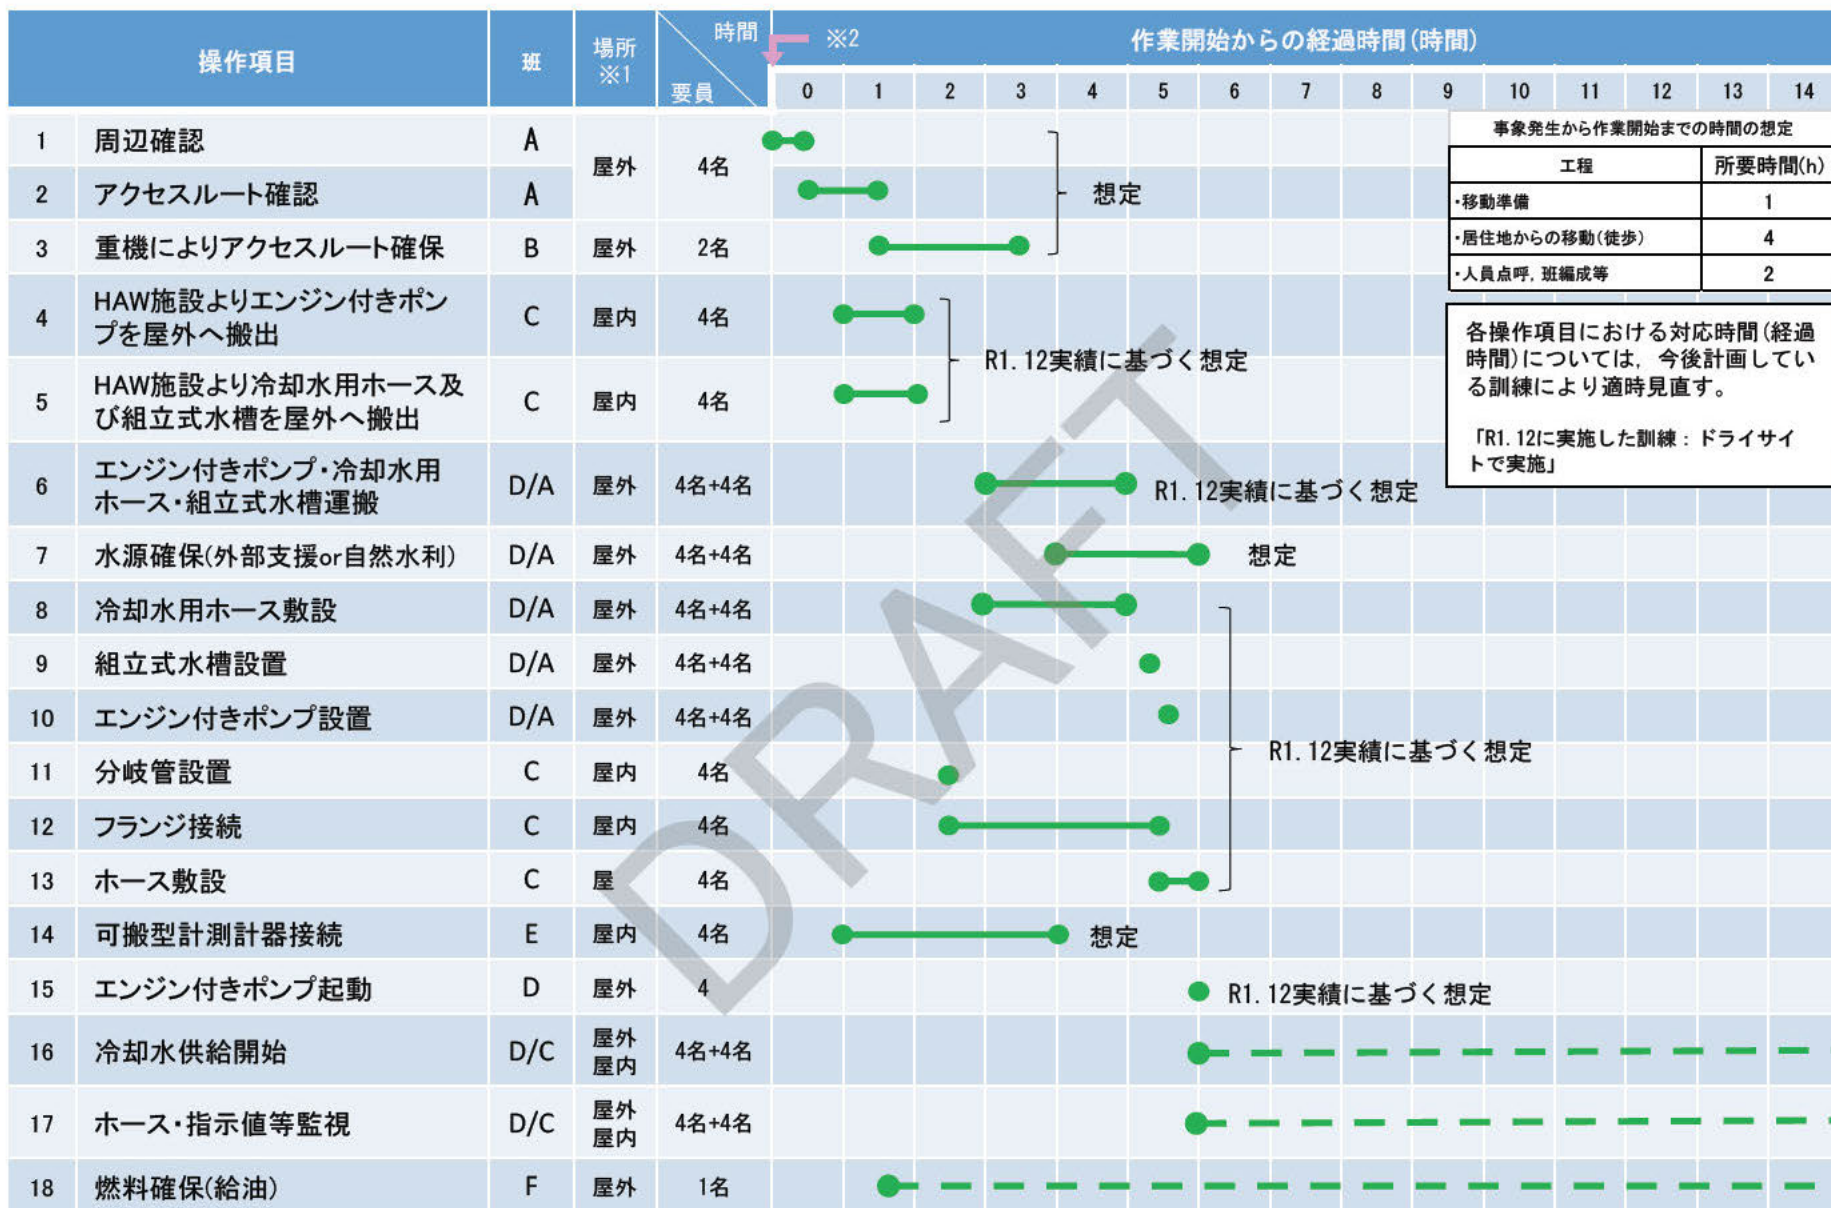 操作項目 班 場所 ※1 時間 要員 ※2 作業開始からの経過時間(時間)
0 1 2 3 4 5 6 7 8 9 10 11 12 13 14
1 周辺確認 A 屋外 4名
2 アクセスルート確認 A 想定
3 重機によりアクセスルート確保 B 屋外 2名
事象発生から作業開始までの時間の想定
工程 所要時間(h)
・移動準備 1
・居住地からの移動(徒歩) 4
・人員点呼,班編成等 2
4 HAW施設よりエンジン付きポン
プを屋外へ搬出 C 屋内 4名
R1.12実績に基づく想定
5 HAW施設より冷却水用ホース及
び組立式水槽を屋外へ搬出 C 屋内 4名
各操作項目における対応時間(経過
時間)については,今後計画してい
る訓練により適時見直す。
「R1.12に実施した訓練:ドライサイ
トで実施」
6 エンジン付きポンプ・冷却水用
ホース・組立式水槽運搬 D/A 屋外 4名+4名 R1.12実績に基づく想定
7 水源確保(外部支援or自然水利) D/A 屋外 4名+4名 想定
8 冷却水用ホース敷設 D/A 屋外 4名+4名
9 組立式水槽設置 D/A 屋外 4名+4名
10 エンジン付きポンプ設置 D/A 屋外 4名+4名
R1.12実績に基づく想定
11 分岐管設置 C 屋内 4名
12 フランジ接続 C 屋内 4名
13 ホース敷設 C 屋 4名
14 可搬型計測計器接続 E 屋内 4名 想定
15 エンジン付きポンプ起動 D 屋外 4 R1.12実績に基づく想定
16 冷却水供給開始 D/C 屋外 屋内 4名+4名
17 ホース・指示値等監視 D/C 屋外 屋内 4名+4名
18 燃料確保(給油) F 屋外 1名
DRAFT